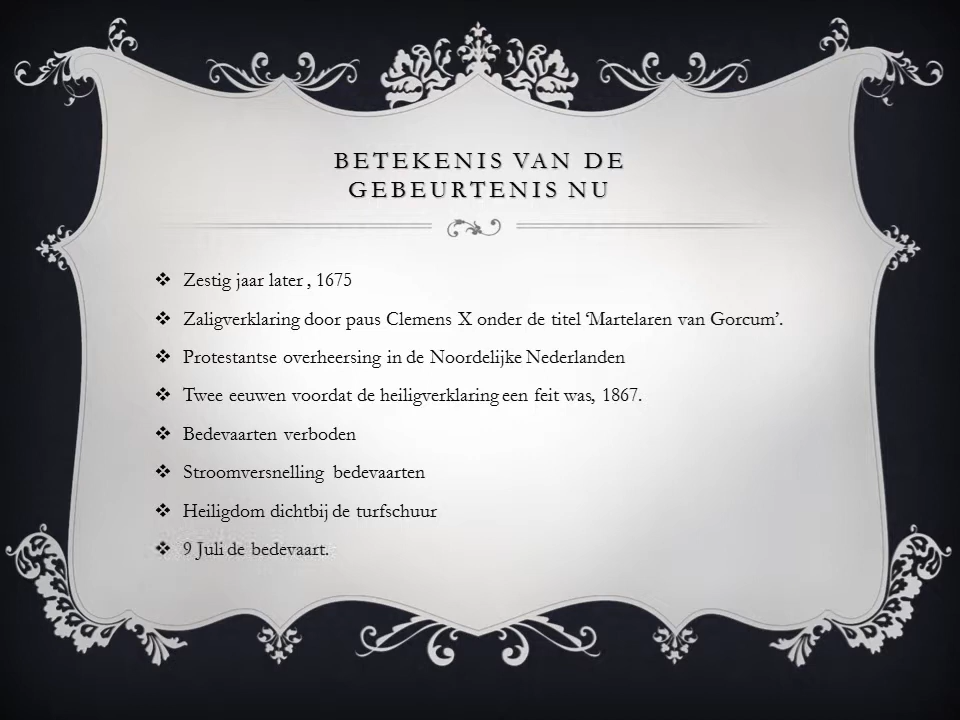 BETEKENIS VAN DE
GEBEURTENIS NU
❖ Zestig jaar later , 1675
❖ Zaligverklaring door paus Clemens X onder de titel ‘Martelaren van Gorcum’.
❖ Protestantse overheersing in de Noordelijke Nederlanden
❖ Twee eeuwen voordat de heiligverklaring een feit was, 1867.
❖ Bedevaarten verboden
❖ Stroomversnelling bedevaarten
❖ Heiligdom dichtbij de turfschuur
❖ 9 Juli de bedevaart.